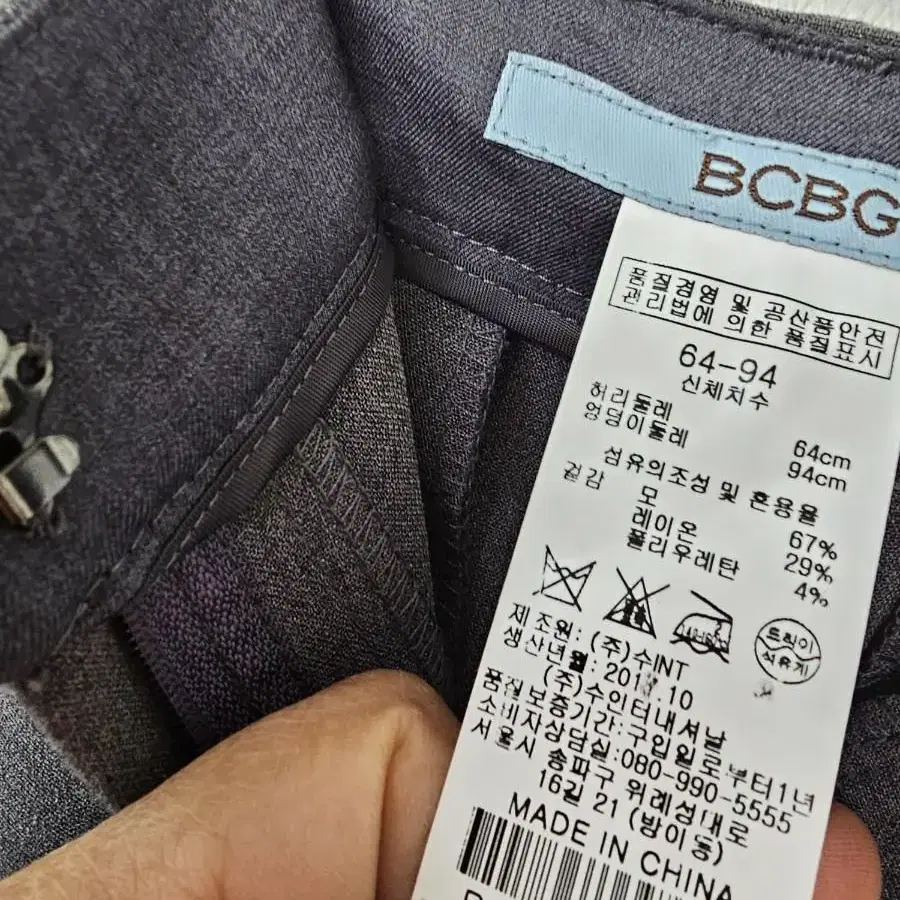 BCBG
품질경영 및 공산품안전
관리법에 의한 품질표시
64-94
신체치수
허리둘레 64cm
엉덩이둘레 94cm
섬유의조성 및 혼용율
겉감 모 67%
레이온 29%
폴리우레탄 4%
드라이
석유계
제조원: (주)수INT
생산년월: 10
(주)수인터내셔날
품질보증기간: 구입일로부터1년
소비자상담실:080-990-5555
서울시 송파구 위례성대로
16길 21 (방이동)
MADE IN CHINA